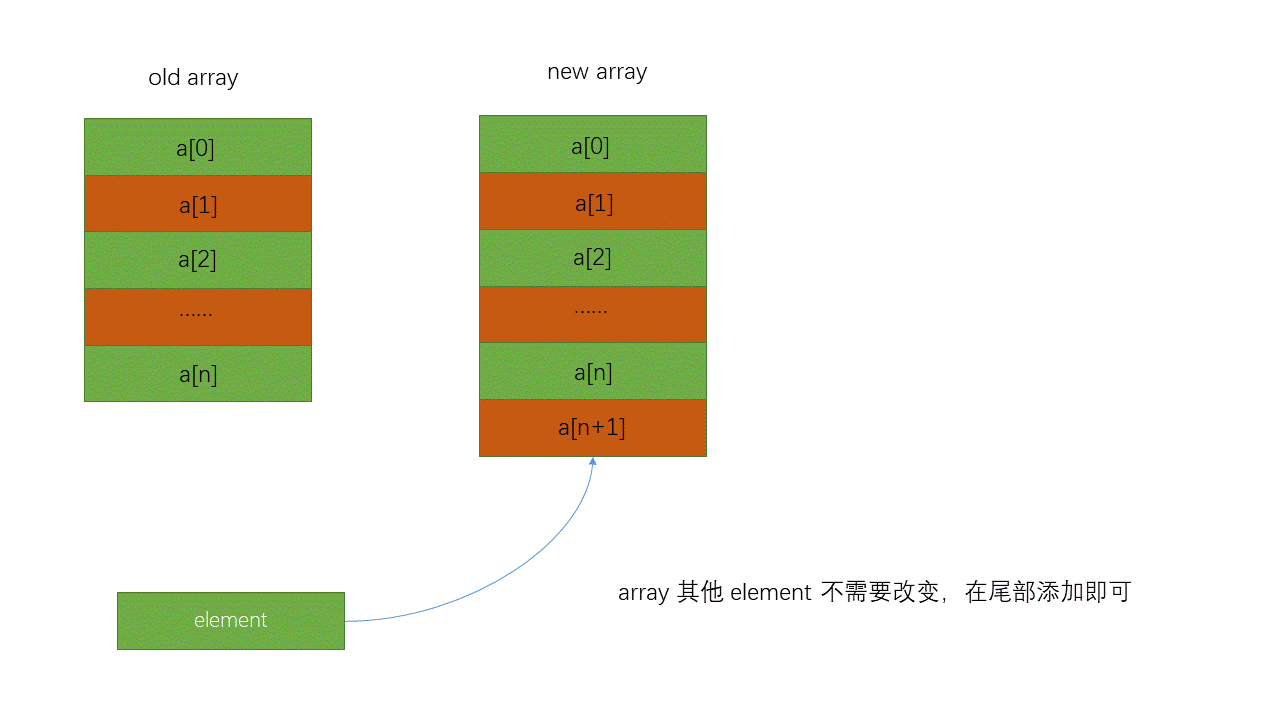 old array
new array
a[0]
a[1]
a[2]
……
a[n]
a[0]
a[1]
a[2]
……
a[n]
a[n+1]
element
array 其他 element 不需要改变，在尾部添加即可